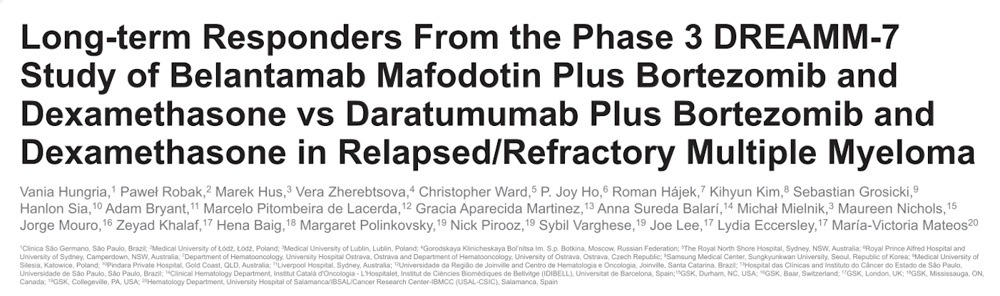 Long-term Responders From the Phase 3 DREAMM-7
Study of Belantamab Mafodotin Plus Bortezomib and
Dexamethasone vs Daratumumab Plus Bortezomib and
Dexamethasone in Relapsed/Refractory Multiple Myeloma
Vania Hungria,¹ Paweł Robak,² Marek Hus,³ Vera Zherebtsova,⁴ Christopher Ward,⁵ P. Joy Ho,⁶ Roman Hájek,⁷ Kihyun Kim,⁸ Sebastian Grosicki,⁹
Hanlon Sia,¹⁰ Adam Bryant,¹¹ Marcelo Pitombeira de Lacerda,¹² Gracia Aparecida Martinez,¹³ Anna Sureda Balarí,¹⁴ Michał Mielnik,³ Maureen Nichols,¹⁵
Jorge Mouro,¹⁶ Zeyad Khalaf,¹⁷ Hena Baig,¹⁸ Margaret Polinkovsky,¹⁹ Nick Pirooz,¹⁹ Sybil Varghese,¹⁹ Joe Lee,¹⁷ Lydia Eccersley,¹⁷ María-Victoria Mateos²⁰
¹Clínica São Germano, São Paulo, Brazil; ²Medical University of Łódź, Łódź, Poland; ³Medical University of Lublin, Lublin, Poland; ⁴Gorodskaya Klinicheskaya Bol'nitsa Im. S.p. Botkina, Moscow, Russian Federation; ⁵The Royal North Shore Hospital, Sydney, NSW, Australia; ⁶Royal Prince Alfred Hospital and
University of Sydney, Camperdown, NSW, Australia; ⁷Department of Hematooncology, University Hospital Ostrava, Ostrava and Department of Hematooncology, University of Ostrava, Ostrava, Czech Republic; ⁸Samsung Medical Center, Sungkyunkwan University, Seoul, Republic of Korea; ⁹Medical University of
Silesia, Katowice, Poland; ¹⁰Pindara Private Hospital, Gold Coast, QLD, Australia; ¹¹Liverpool Hospital, Sydney, Australia; ¹²Universidade da Região de Joinville and Centro de Hematologia e Oncologia, Joinville, Santa Catarina, Brazil; ¹³Hospital das Clínicas and Instituto do Câncer do Estado de São Paulo,
Universidade de São Paulo, São Paulo, Brazil; ¹⁴Clinical Hematology Department, Institut Català d'Oncologia - L'Hospitalet, Institut de Ciències Biomèdiques de Bellvitge (IDIBELL), Universitat de Barcelona, Spain;¹⁵GSK, Durham, NC, USA; ¹⁶GSK, Baar, Switzerland; ¹⁷GSK, London, UK; ¹⁸GSK, Mississauga, ON,
Canada; ¹⁹GSK, Collegeville, PA, USA; ²⁰Hematology Department, University Hospital of Salamanca/IBSAL/Cancer Research Center-IBMCC (USAL-CSIC), Salamanca, Spain